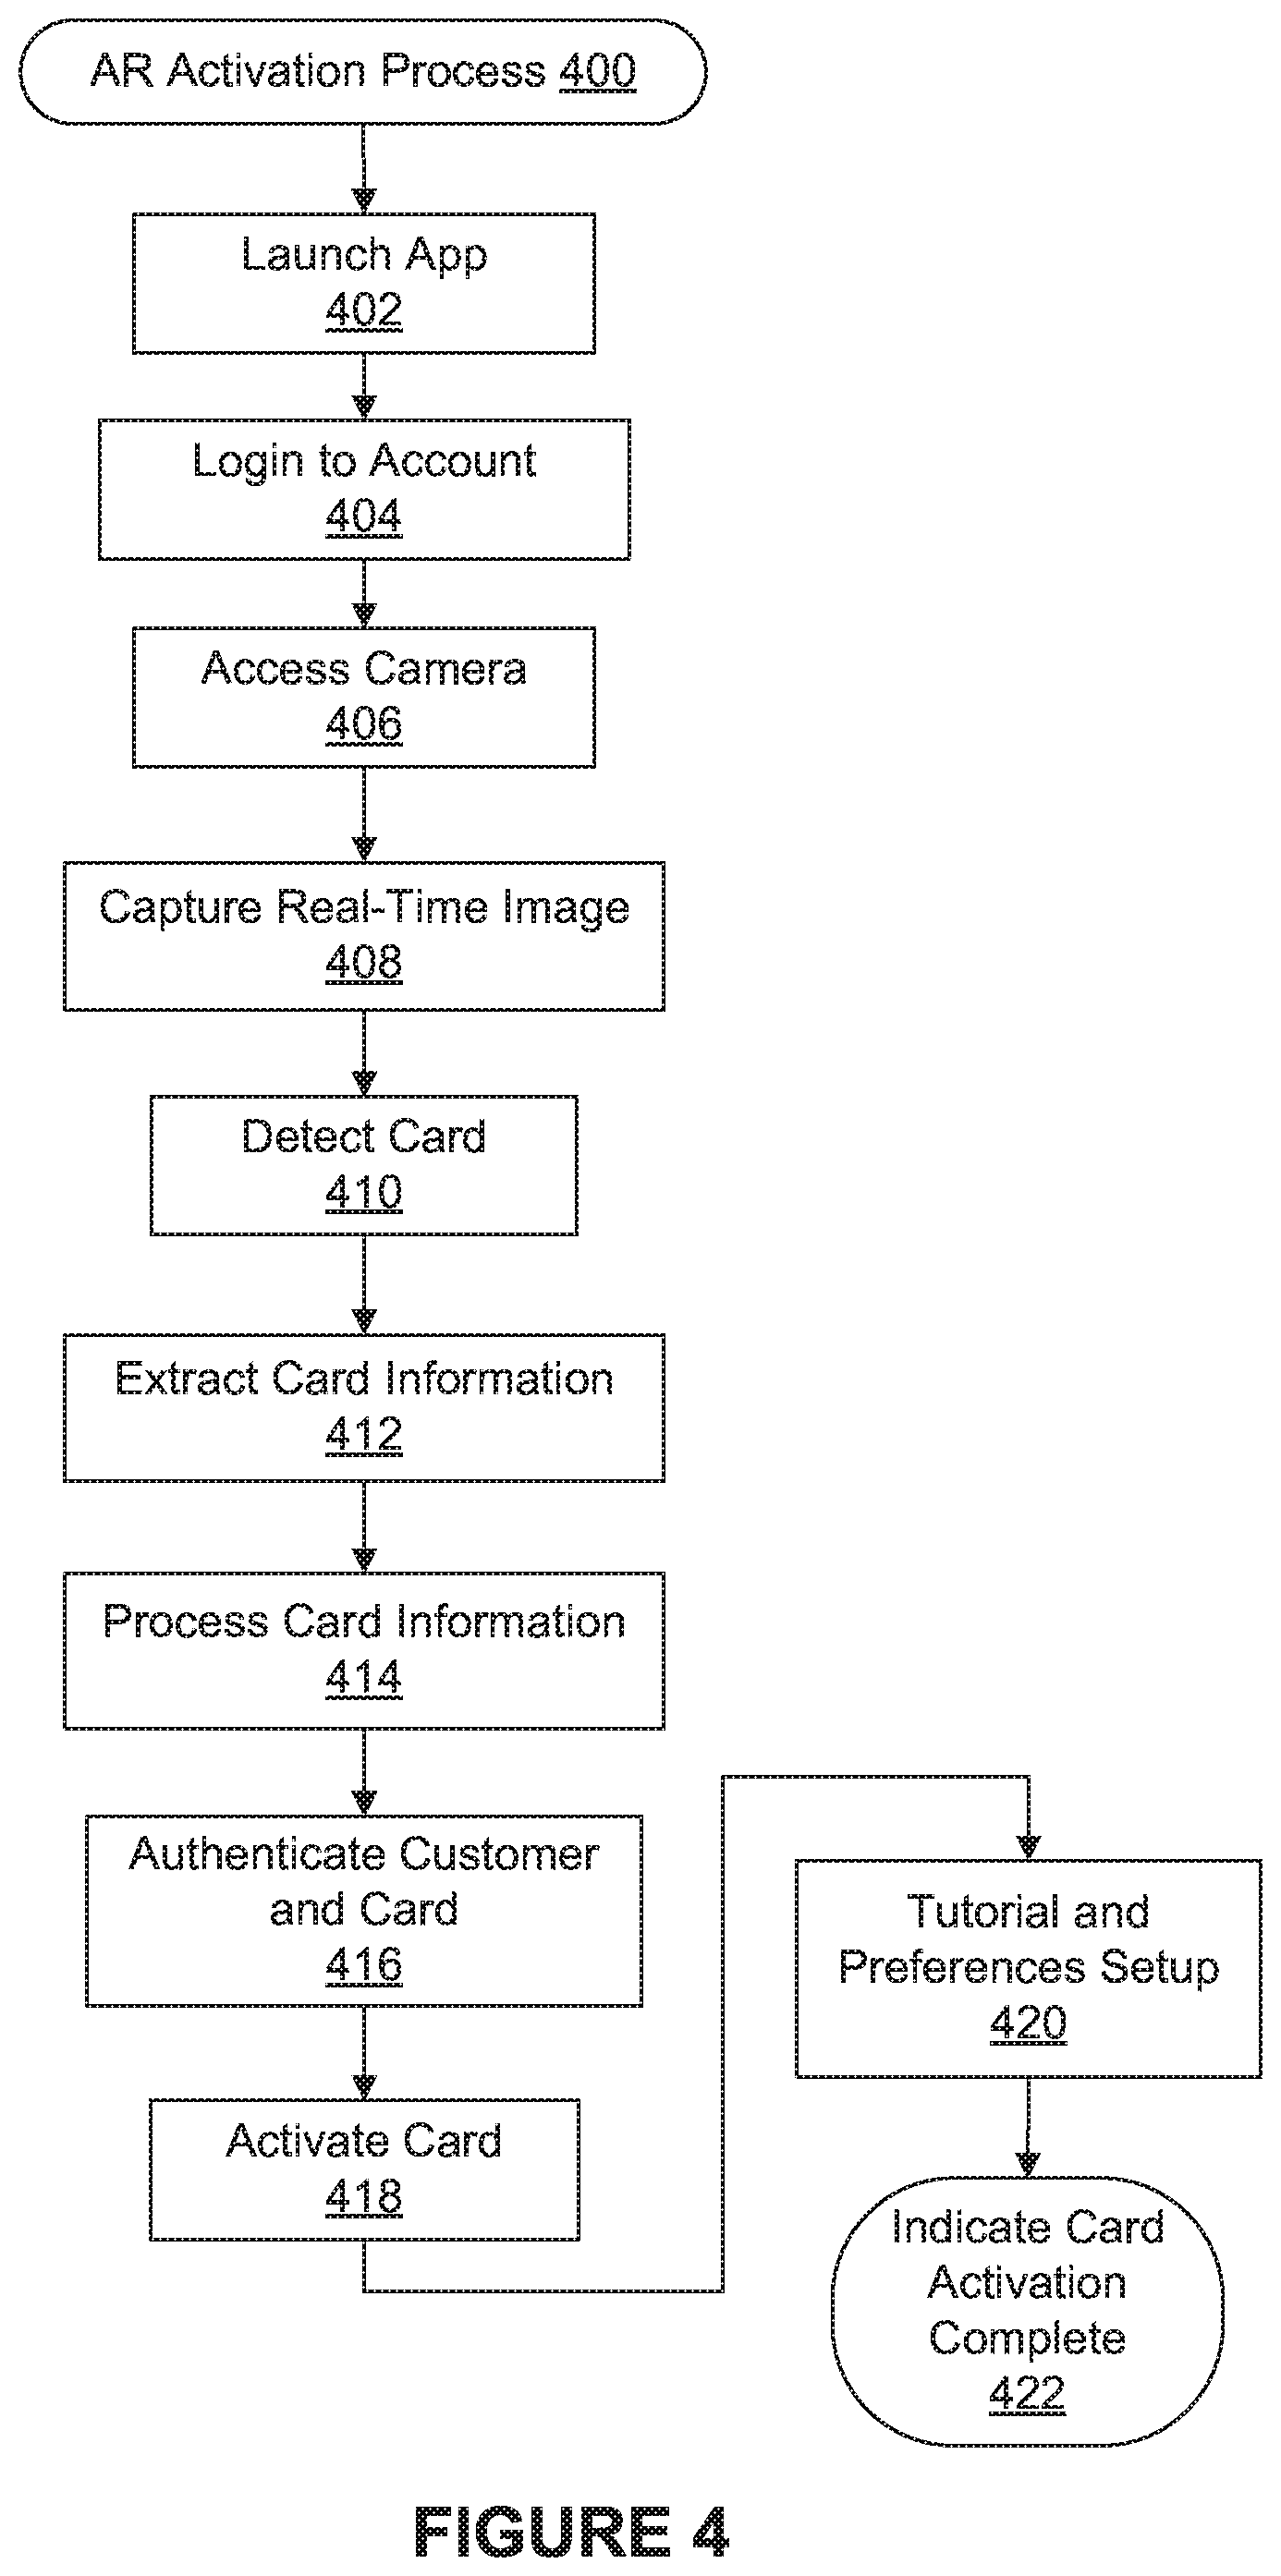 AR Activation Process 400
Launch App
402
Login to Account
404
Access Camera
406
Capture Real-Time Image
408
Detect Card
410
Extract Card Information
412
Process Card Information
414
Authenticate Customer
and Card
416
Activate Card
418
Tutorial and
Preferences Setup
420
Indicate Card
Activation
Complete
422
FIGURE 4